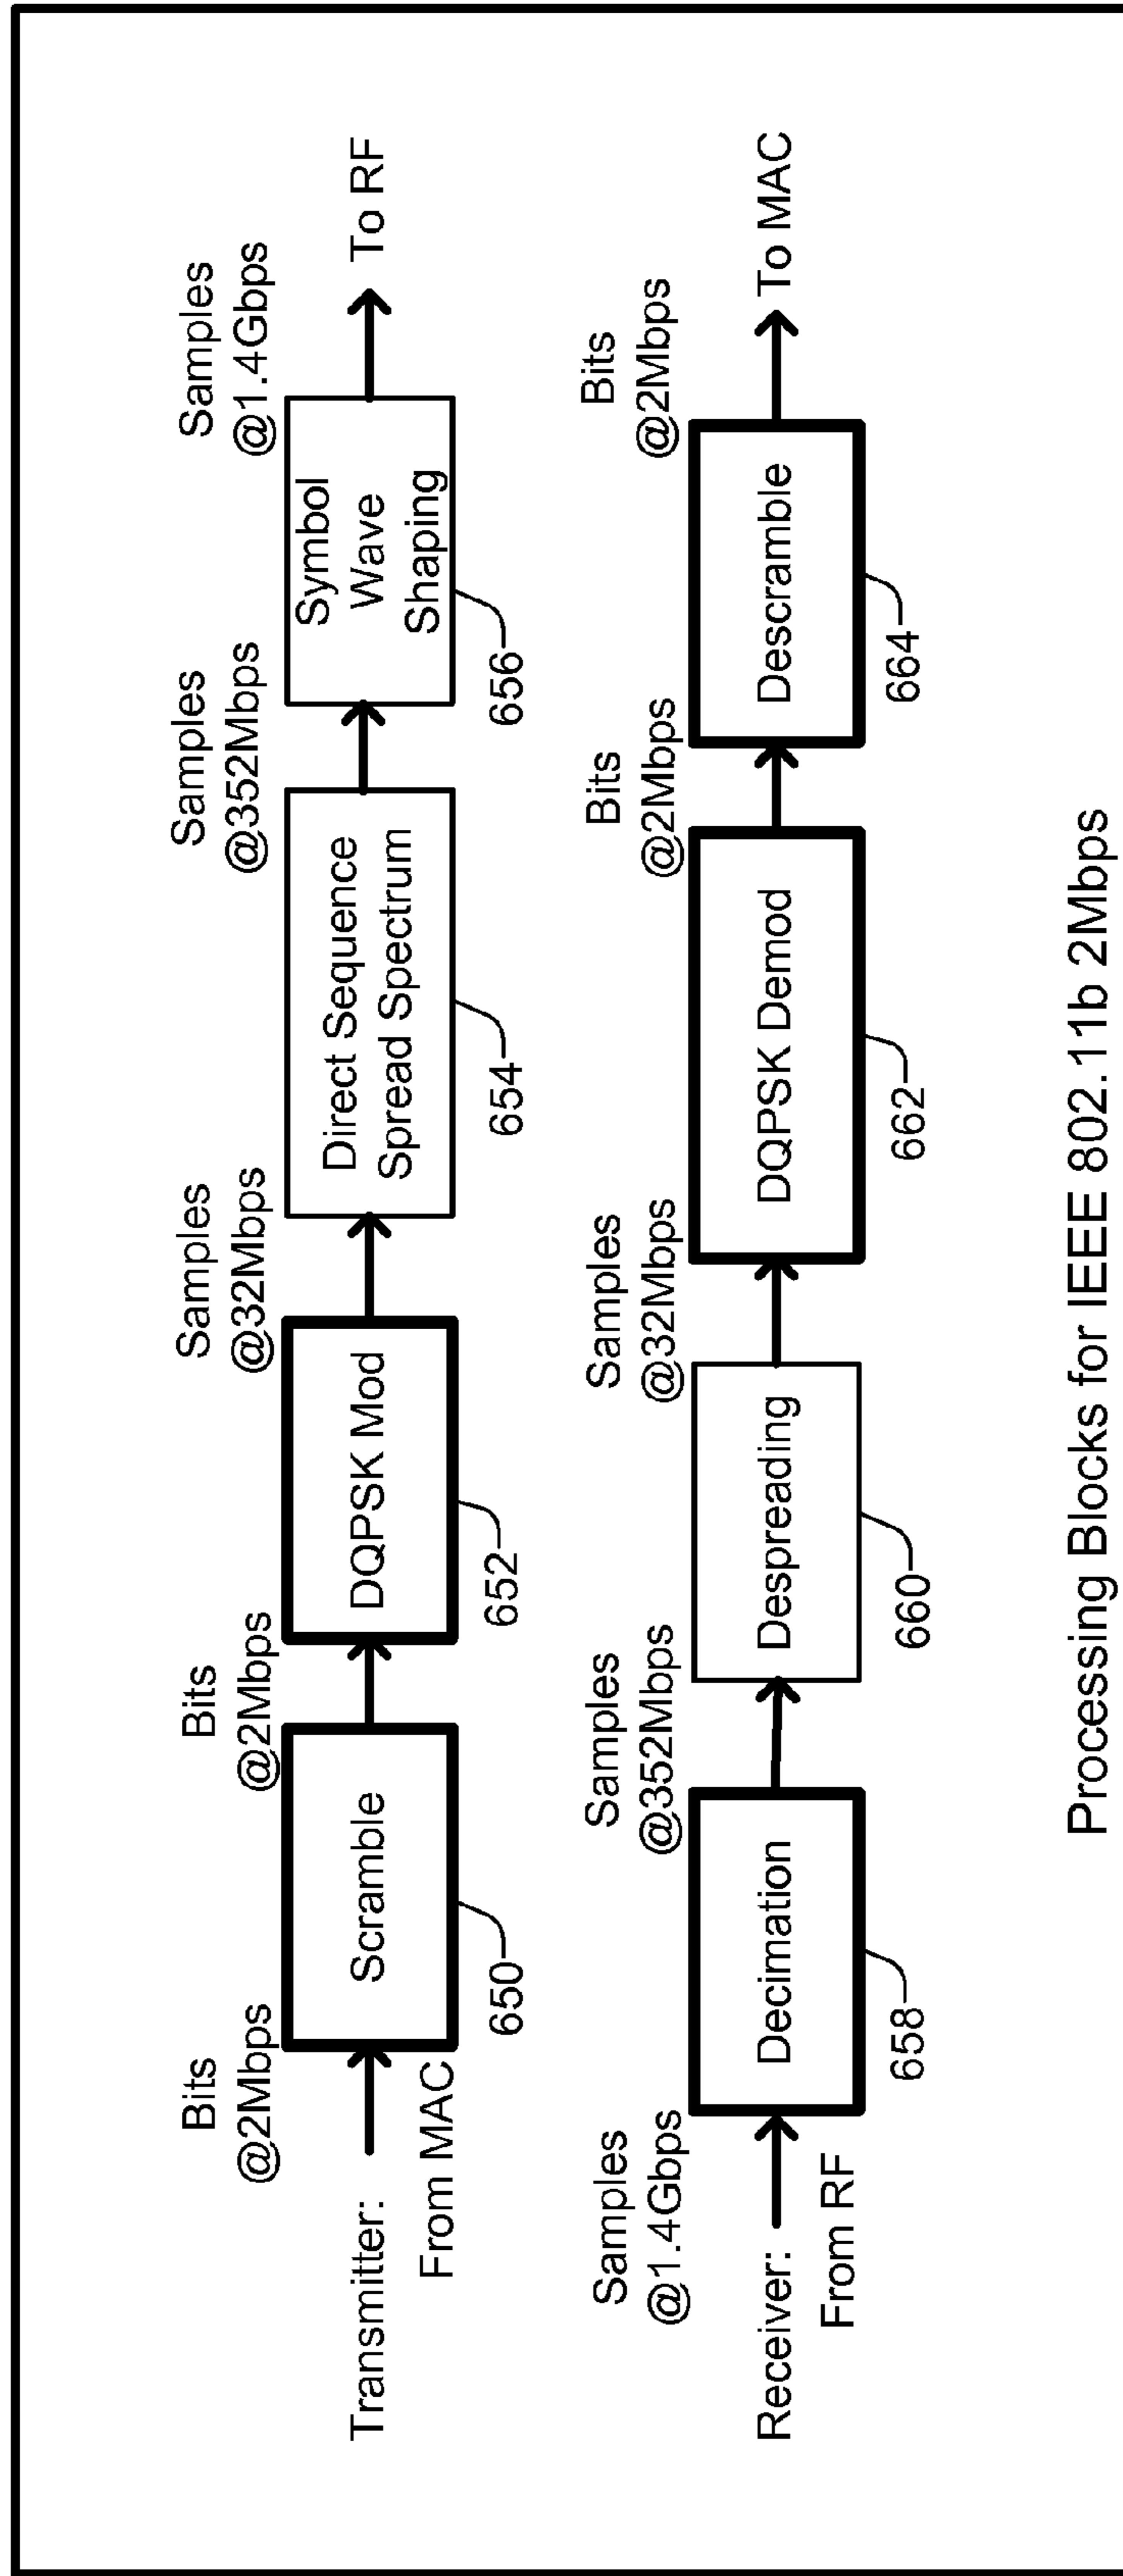 Transmitter:
From MAC
Bits
@2Mbps
Scramble
650
Bits
@2Mbps
DQPSK Mod
652
Samples
@32Mbps
Direct Sequence
Spread Spectrum
654
Samples
@352Mbps
Symbol
Wave
Shaping
656
Samples
@1.4Gbps
To RF
Receiver:
From RF
Samples
@1.4Gbps
Decimation
658
Samples
@352Mbps
Despreading
660
Samples
@32Mbps
DQPSK Demod
662
Bits
@2Mbps
Descramble
664
Bits
@2Mbps
To MAC
Processing Blocks for IEEE 802.11b 2Mbps